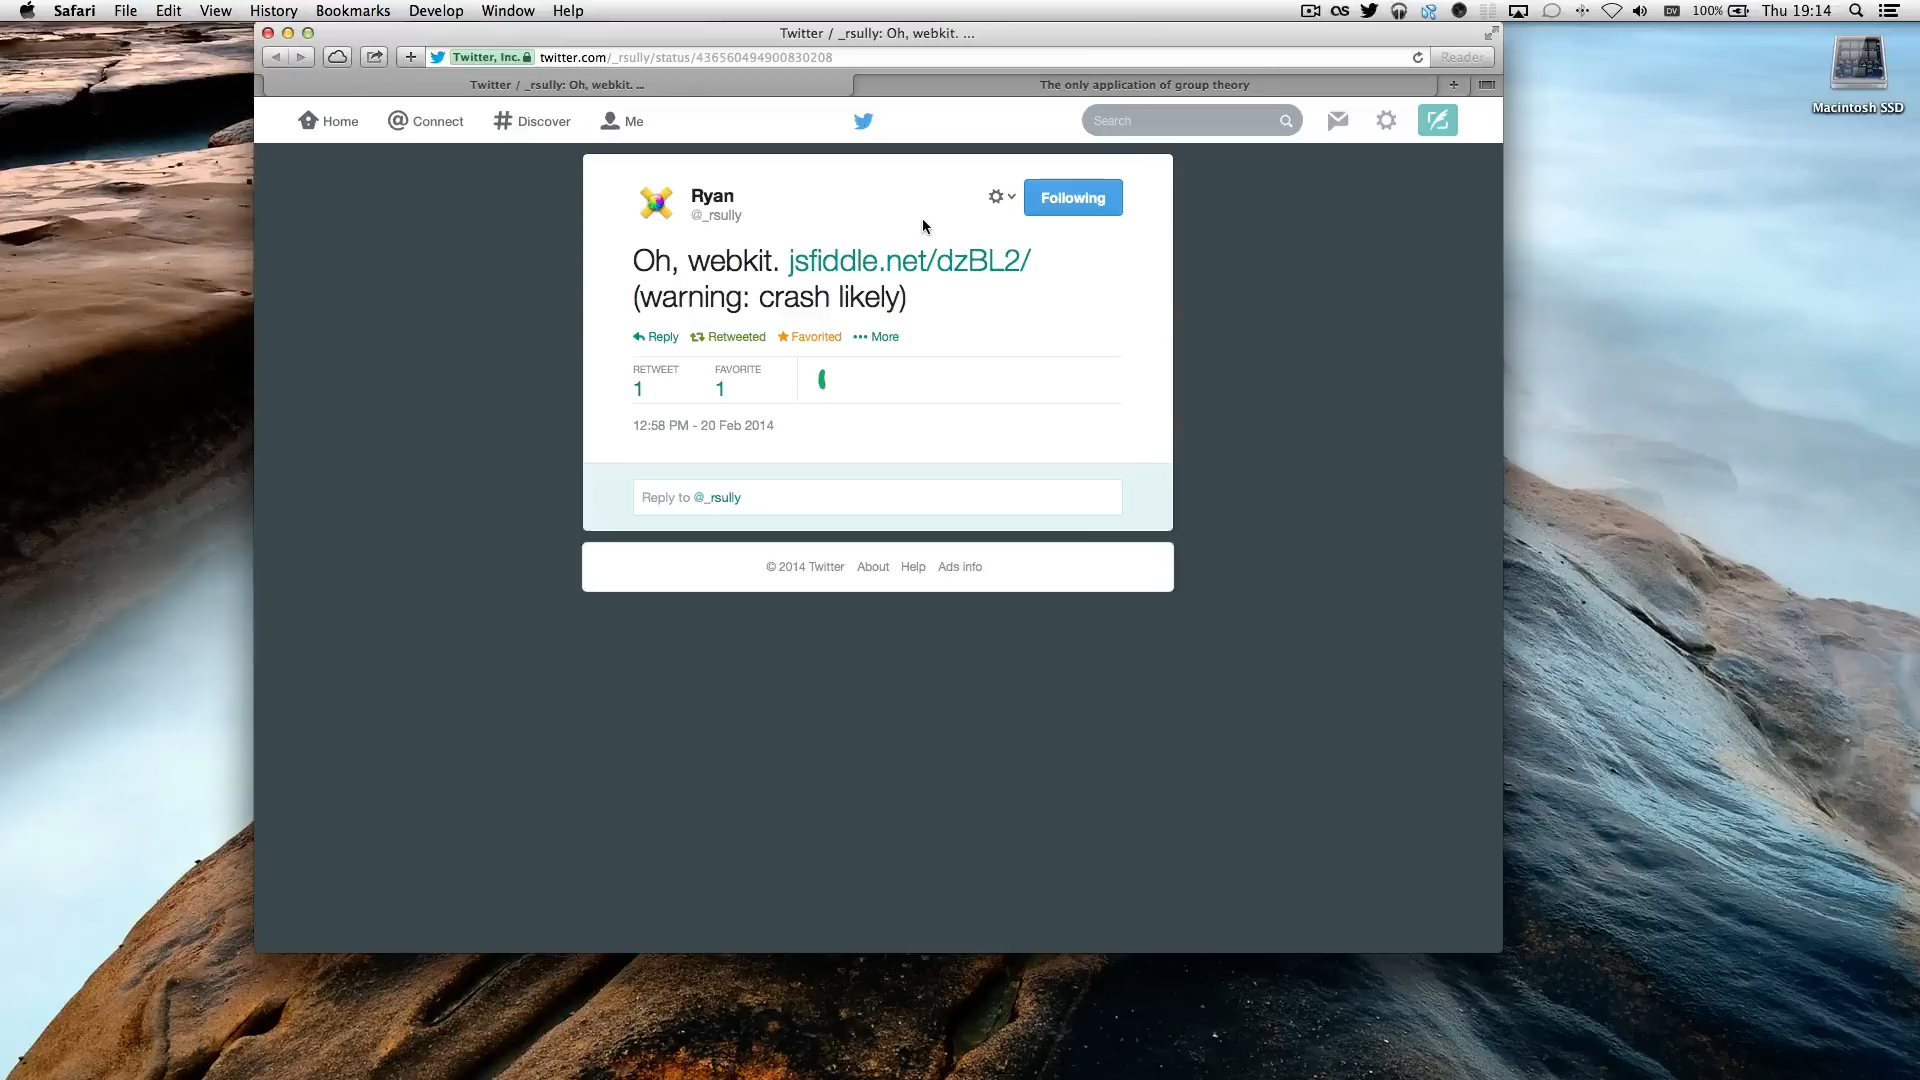 Safari File Edit View History Bookmarks Develop Window Help
DV 100% Thu 19:14
Twitter / _rsully: Oh, webkit. ...
Twitter, Inc. twitter.com/_rsully/status/436560494900830208
Reader
Twitter / _rsully: Oh, webkit. ...
The only application of group theory
Macintosh SSD
Home @ Connect # Discover Me
Search
Ryan
@_rsully
Following
Oh, webkit. jsfiddle.net/dzBL2/
(warning: crash likely)
Reply Retweeted Favorited ••• More
RETWEET FAVORITE
1 1
12:58 PM - 20 Feb 2014
Reply to @_rsully
© 2014 Twitter About Help Ads info